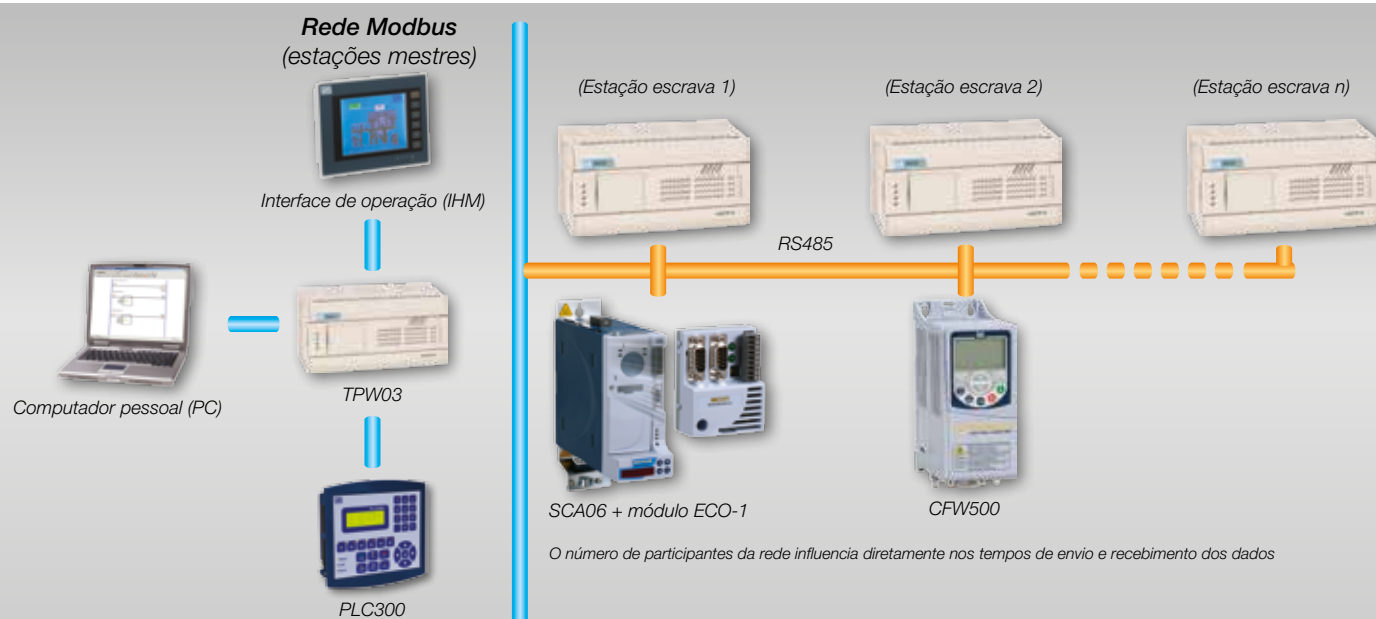 Rede Modbus
(estações mestres)
Interface de operação (IHM)
Computador pessoal (PC)
TPW03
PLC300
(Estação escrava 1)
(Estação escrava 2)
(Estação escrava n)
RS485
SCA06 + módulo ECO-1
CFW500
O número de participantes da rede influencia diretamente nos tempos de envio e recebimento dos dados